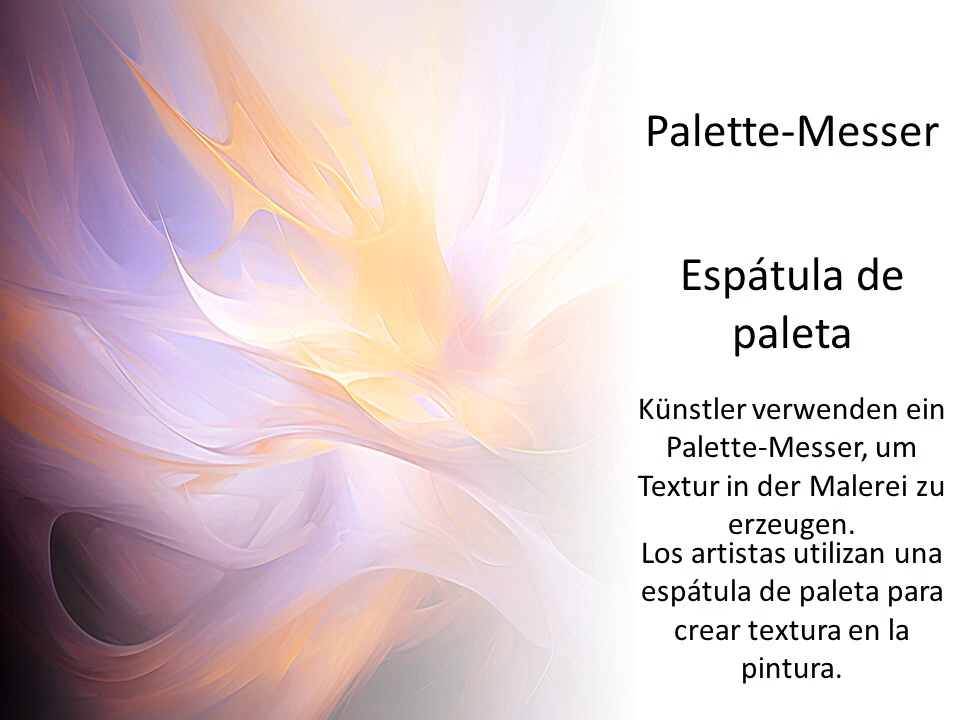 Palette-Messer
Espátula de
paleta
Künstler verwenden ein
Palette-Messer, um
Textur in der Malerei zu
erzeugen.
Los artistas utilizan una
espátula de paleta para
crear textura en la
pintura.